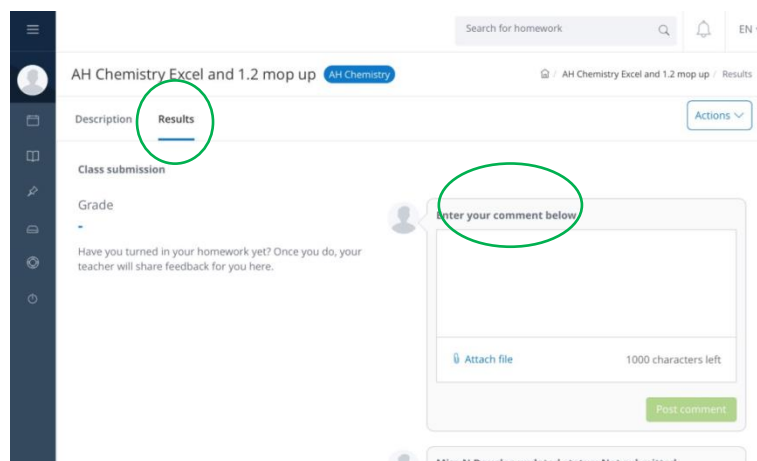 Search for homework
EN
AH Chemistry Excel and 1.2 mop up AH Chemistry
/ AH Chemistry Excel and 1.2 mop up / Results
Description Results
Actions
Class submission
Grade
-
Have you turned in your homework yet? Once you do, your
teacher will share feedback for you here.
Enter your comment below
Attach file
1000 characters left
Post comment